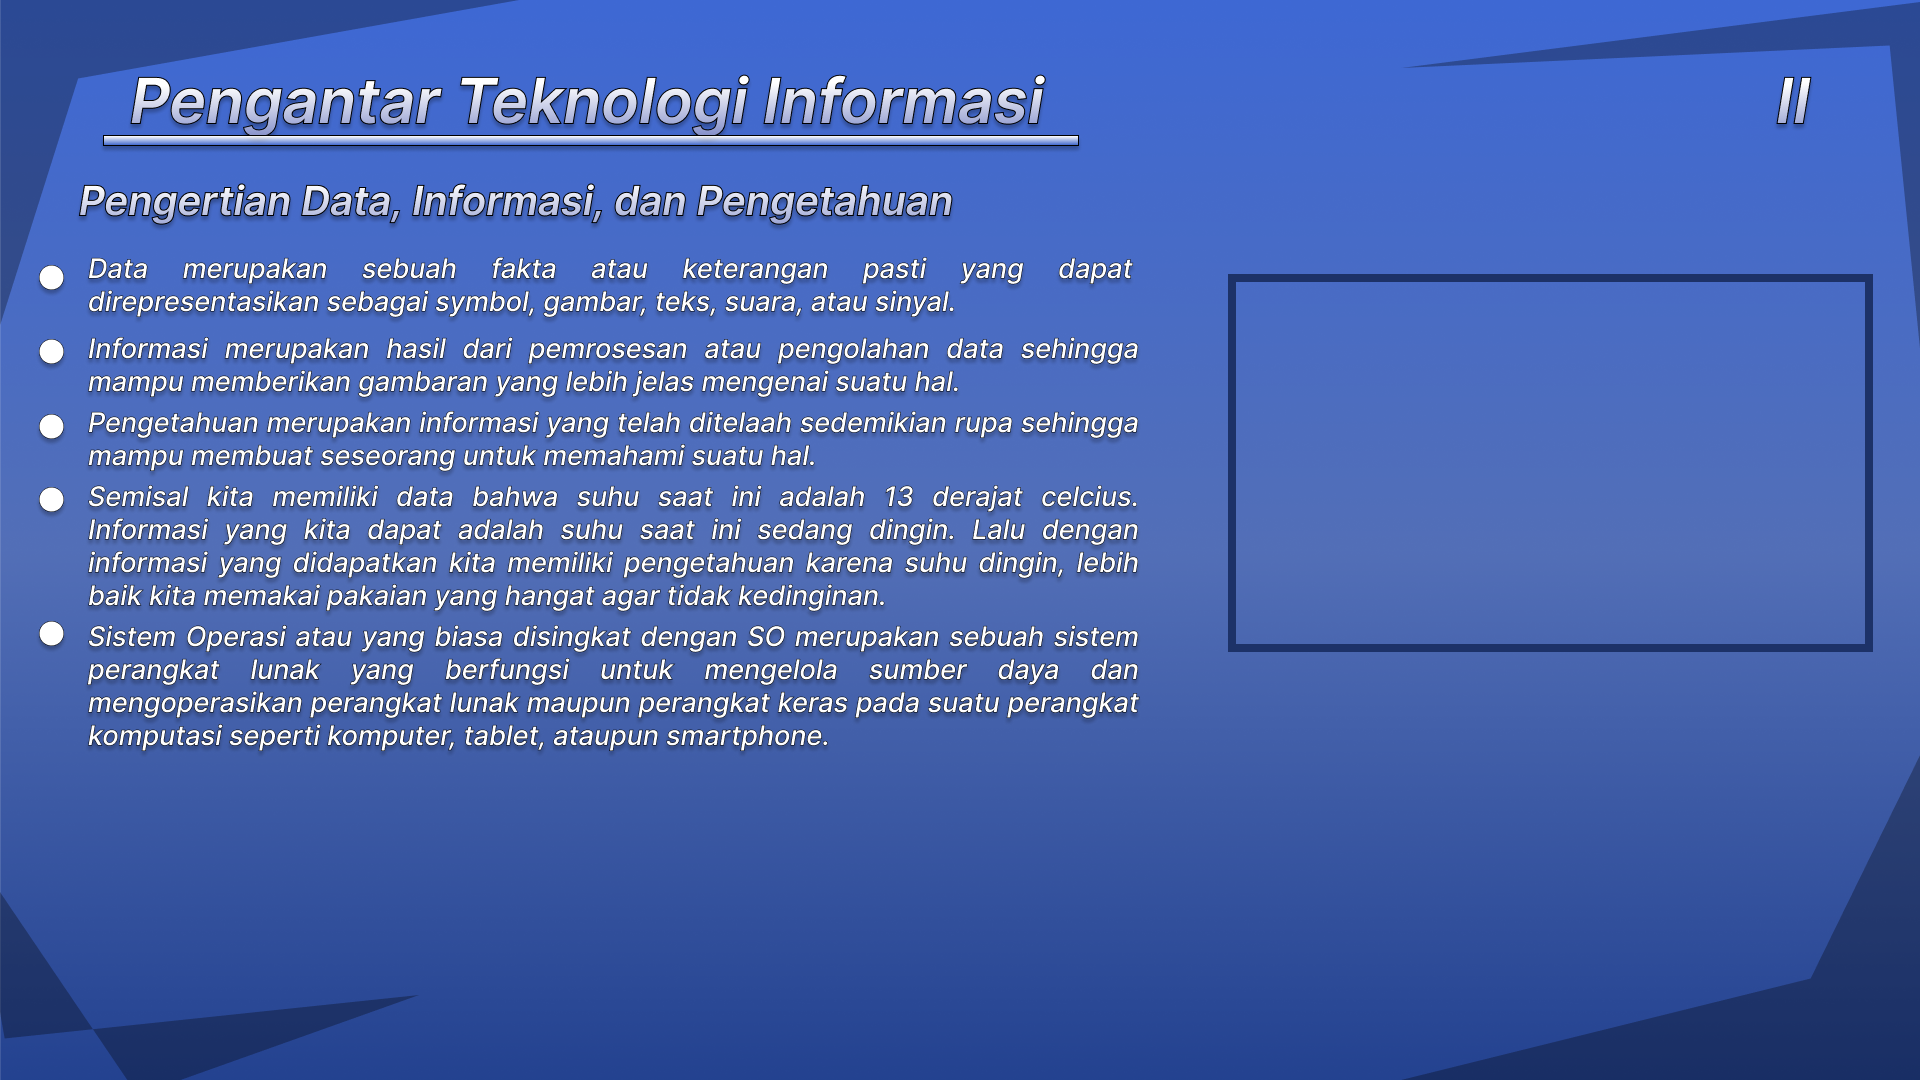 Pengantar Teknologi Informasi
II
Pengertian Data, Informasi, dan Pengetahuan
Data merupakan sebuah fakta atau keterangan pasti yang dapat
direpresentasikan sebagai symbol, gambar, teks, suara, atau sinyal.
Informasi merupakan hasil dari pemrosesan atau pengolahan data sehingga
mampu memberikan gambaran yang lebih jelas mengenai suatu hal.
Pengetahuan merupakan informasi yang telah ditelaah sedemikian rupa sehingga
mampu membuat seseorang untuk memahami suatu hal.
Semisal kita memiliki data bahwa suhu saat ini adalah 13 derajat celcius.
Informasi yang kita dapat adalah suhu saat ini sedang dingin. Lalu dengan
informasi yang didapatkan kita memiliki pengetahuan karena suhu dingin, lebih
baik kita memakai pakaian yang hangat agar tidak kedinginan.
Sistem Operasi atau yang biasa disingkat dengan SO merupakan sebuah sistem
perangkat lunak yang berfungsi untuk mengelola sumber daya dan
mengoperasikan perangkat lunak maupun perangkat keras pada suatu perangkat
komputasi seperti komputer, tablet, ataupun smartphone.